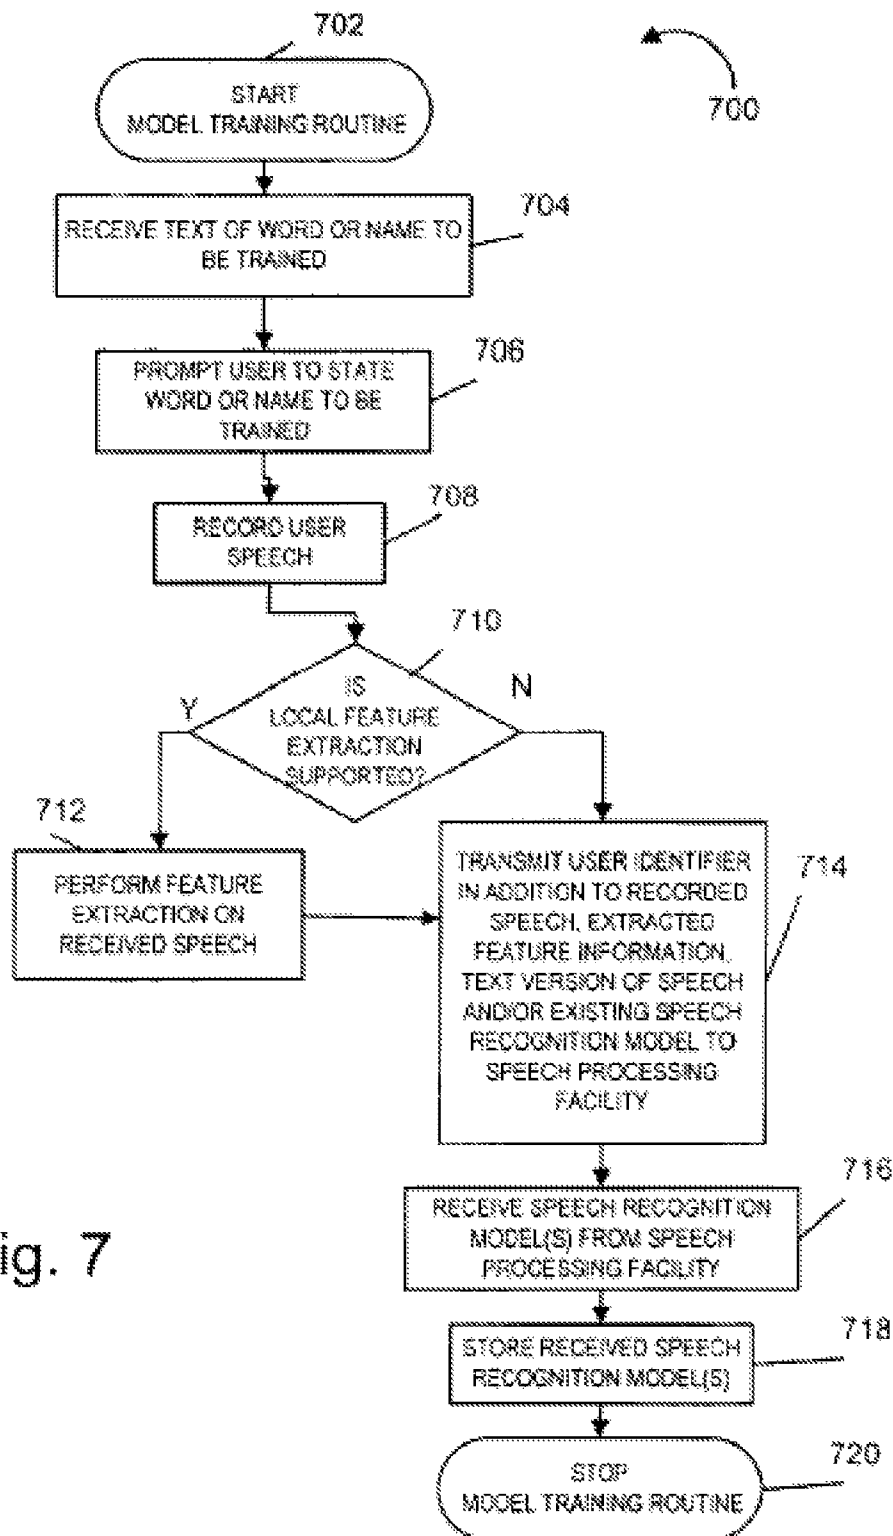 702
START
MODEL TRAINING ROUTINE
700
704
RECEIVE TEXT OF WORD OR NAME TO
BE TRAINED
706
PROMPT USER TO STATE
WORD OR NAME TO BE
TRAINED
708
RECORD USER
SPEECH
710
Y
N
IS
LOCAL FEATURE
EXTRACTION
SUPPORTED?
712
PERFORM FEATURE
EXTRACTION ON
RECEIVED SPEECH
714
TRANSMIT USER IDENTIFIER
IN ADDITION TO RECORDED
SPEECH, EXTRACTED
FEATURE INFORMATION,
TEXT VERSION OF SPEECH
AND/OR EXISTING SPEECH
RECOGNITION MODEL TO
SPEECH PROCESSING
FACILITY
716
RECEIVE SPEECH RECOGNITION
MODEL(S) FROM SPEECH
PROCESSING FACILITY
ig. 7
718
STORE RECEIVED SPEECH
RECOGNITION MODEL(S)
720
STOP
MODEL TRAINING ROUTINE